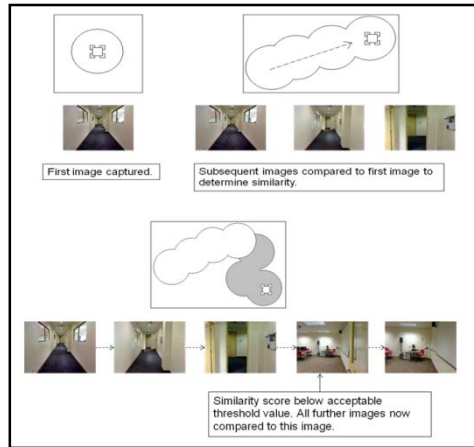 First image captured.
Subsequent images compared to first image to
determine similarity.
Similarity score below acceptable
threshold value. All further images now
compared to this image.